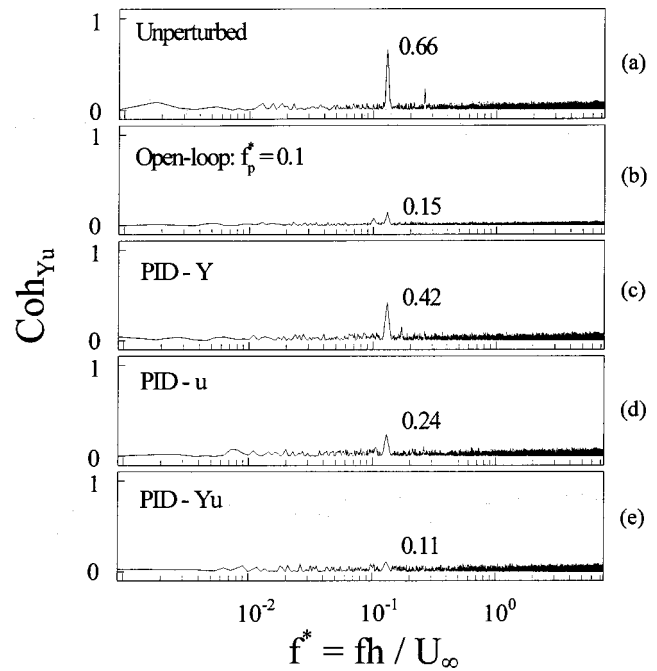 1
Unperturbed
0.66
(a)
0
1
Open-loop: f*p = 0.1
0.15
(b)
0
1
PID - Y
0.42
(c)
0
1
PID - u
0.24
(d)
0
1
PID - Yu
0.11
(e)
0
CohYu
10-2
10-1
100
f* = fh / U∞